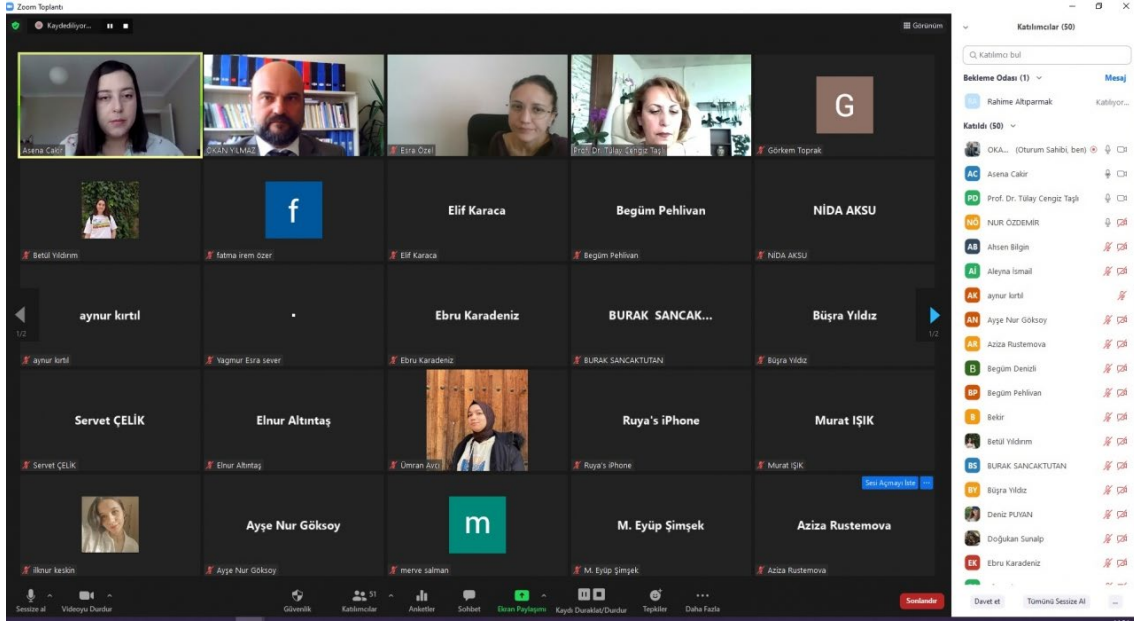 Zoom Toplantı
Kaydediliyor...
Görünüm
Asena Cakir
OKAN YILMAZ
Esra Özel
Prof. Dr. Tülay Cengiz Taşlı
G
Görkem Toprak
Betül Yıldırım
f
fatma irem özer
Elif Karaca
Elif Karaca
Begüm Pehlivan
Begüm Pehlivan
NİDA AKSU
NİDA AKSU
1/2
aynur kırtıl
aynur kırtıl
Yagmur Esra sever
Ebru Karadeniz
Ebru Karadeniz
BURAK SANCAK...
BURAK SANCAKTUTAN
Büşra Yıldız
Büşra Yıldız
1/2
Servet ÇELİK
Servet ÇELİK
Elnur Altıntaş
Elnur Altıntaş
Ümran Avcı
Ruya's iPhone
Ruya's iPhone
Murat IŞIK
Murat IŞIK
ilknur keskin
Ayşe Nur Göksoy
Ayşe Nur Göksoy
m
merve salman
M. Eyüp Şimşek
M. Eyüp Şimşek
Sesi Açmayı İste ...
Aziza Rustemova
Aziza Rustemova
Sessize al
Videoyu Durdur
Güvenlik
51
Katılımcılar
Anketler
Sohbet
Ekran Paylaşımı
Kaydı Duraklat/Durdur
Tepkiler
Daha Fazla
Sonlandır
Katılımcılar (50)
Katılımcı bul
Bekleme Odası (1)
Mesaj
Rahime Altıparmak
Katılıyor...
Katıldı (50)
OKA... (Oturum Sahibi, ben)
AC Asena Cakir
PD Prof. Dr. Tülay Cengiz Taşlı
NÖ NUR ÖZDEMİR
AB Ahsen Bilgin
Aİ Aleyna İsmail
AK aynur kırtıl
AN Ayşe Nur Göksoy
AR Aziza Rustemova
B Begüm Denizli
BP Begüm Pehlivan
B Bekir
Betül Yıldırım
BS BURAK SANCAKTUTAN
BY Büşra Yıldız
Deniz PUYAN
Doğukan Sunalp
EK Ebru Karadeniz
Davet et
Tümünü Sessize Al
...